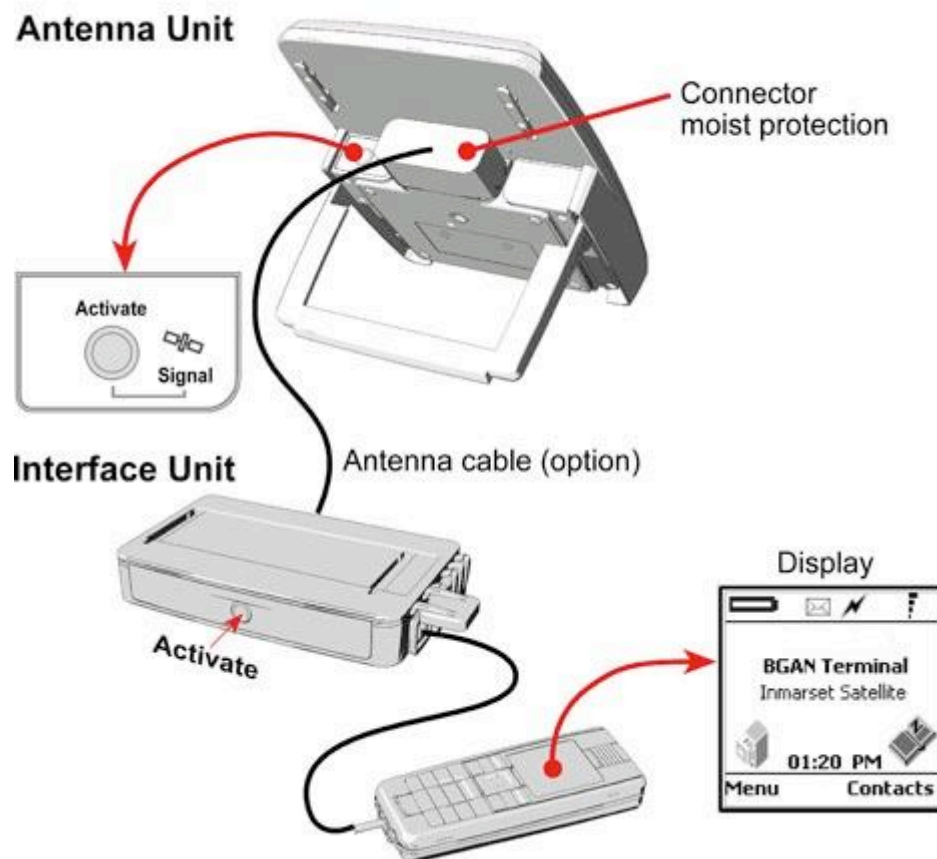 Antenna Unit
Connector
moist protection
Activate
Signal
Antenna cable (option)
Interface Unit
Activate
Display
BGAN Terminal
Inmarset Satellite
01:20 PM
Menu Contacts